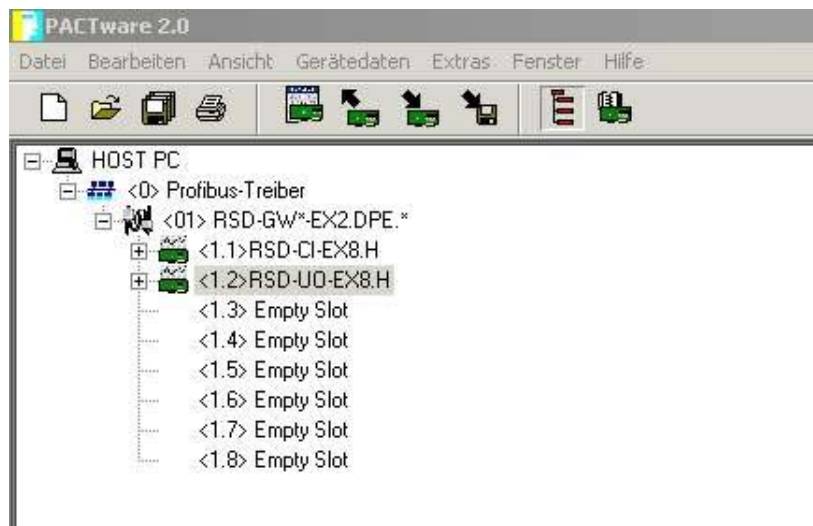 PACTware 2.0
Datei Bearbeiten Ansicht Gerätedaten Extras Fenster Hilfe
HOST PC
<0> Profibus-Treiber
<01> RSD-GW*-EX2.DPE.*
<1.1>RSD-CI-EX8.H
<1.2>RSD-UO-EX8.H
<1.3> Empty Slot
<1.4> Empty Slot
<1.5> Empty Slot
<1.6> Empty Slot
<1.7> Empty Slot
<1.8> Empty Slot